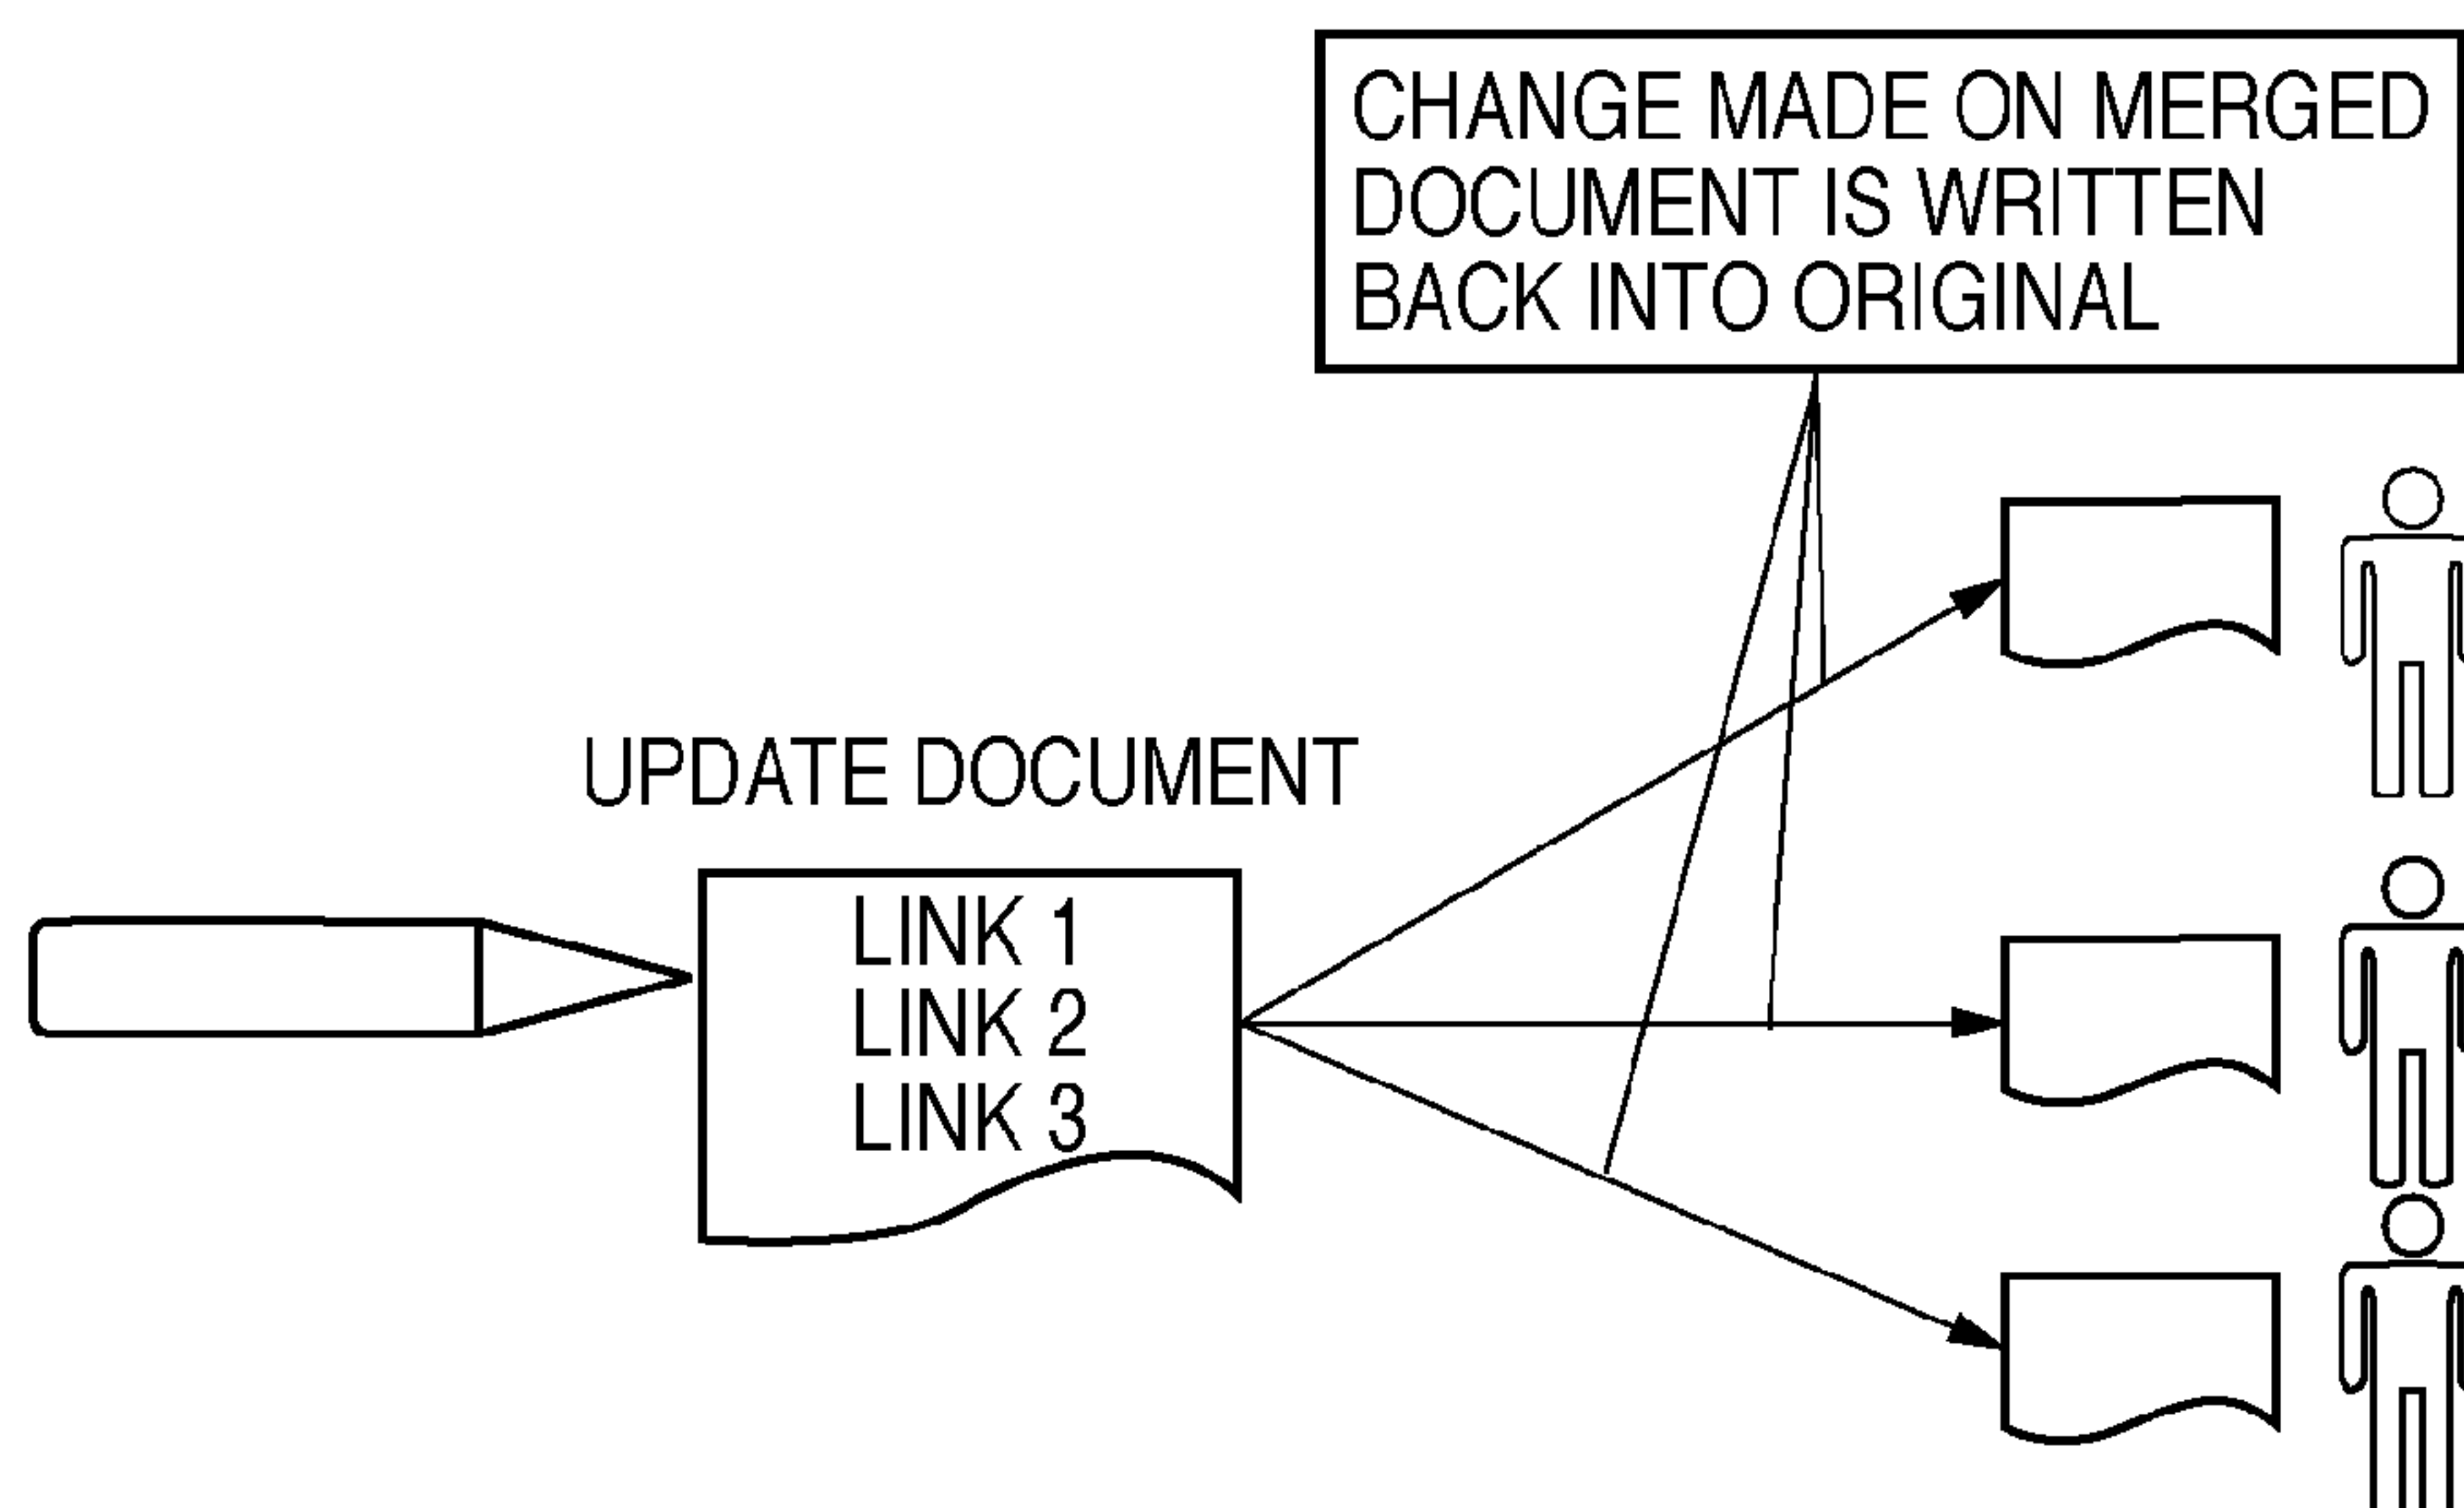 CHANGE MADE ON MERGED
DOCUMENT IS WRITTEN
BACK INTO ORIGINAL
UPDATE DOCUMENT
LINK 1
LINK 2
LINK 3